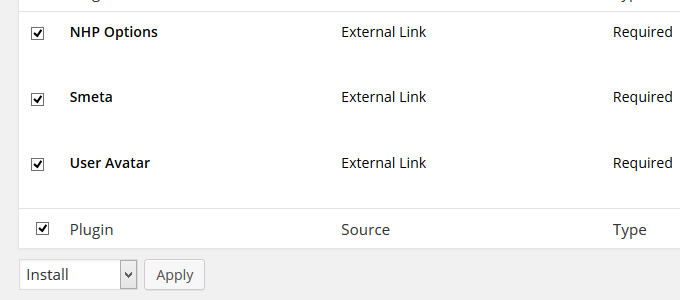 NHP Options External Link Required
Smeta External Link Required
User Avatar External Link Required
Plugin Source Type
Install Apply